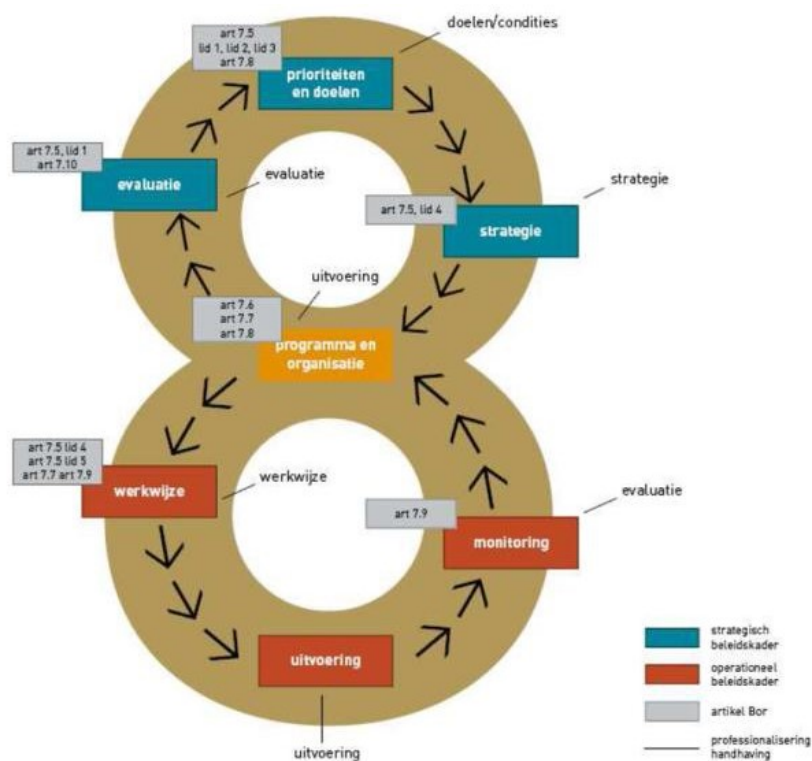 doelen/condities
art 7.5
lid 1, lid 2, lid 3
art 7.8
prioriteiten
en doelen
art 7.5, lid 1
art 7.10
evaluatie
evaluatie
strategie
art 7.5, lid 4
strategie
uitvoering
art 7.6
art 7.7
art 7.8
programma en
organisatie
art 7.5 lid 4
art 7.5 lid 5
art 7.7 art 7.9
werkwijze
werkwijze
evaluatie
art 7.9
monitoring
uitvoering
uitvoering
strategisch
beleidskader
operationeel
beleidskader
artikel Bor
professionalisering
handhaving